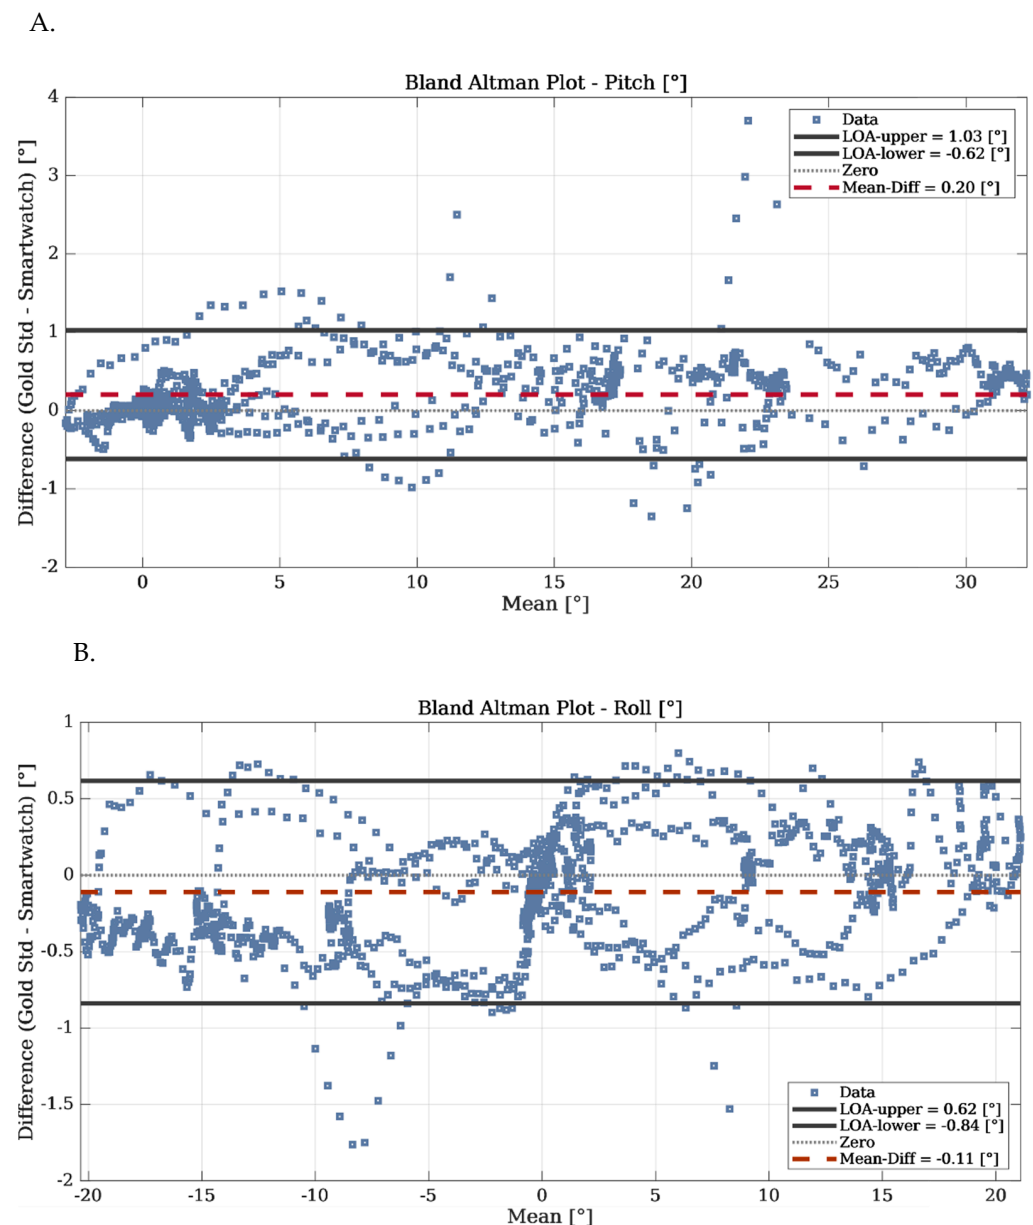 A.
Bland Altman Plot - Pitch [°]
Difference (Gold Std - Smartwatch) [°]
4
3
2
1
0
-1
-2
Data
LOA-upper = 1.03 [°]
LOA-lower = -0.62 [°]
Zero
Mean-Diff = 0.20 [°]
0 5 10 15 20 25 30
Mean [°]
B.
Bland Altman Plot - Roll [°]
Difference (Gold Std - Smartwatch) [°]
1
0.5
0
-0.5
-1
-1.5
-2
Data
LOA-upper = 0.62 [°]
LOA-lower = -0.84 [°]
Zero
Mean-Diff = -0.11 [°]
-20 -15 -10 -5 0 5 10 15 20
Mean [°]